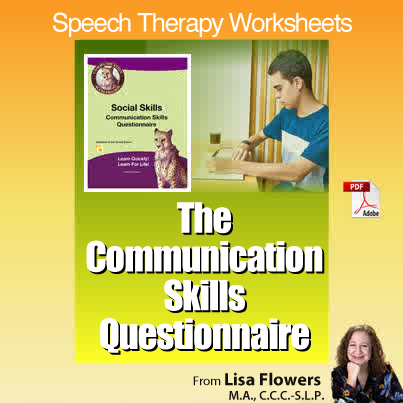 Speech Therapy Worksheets
Social Skills
Communication Skills
Questionnaire
Learn Quickly!
Learn For Life!
PDF
Adobe
The
Communication
Skills
Questionnaire
From Lisa Flowers
M.A., C.C.C.-S.L.P.